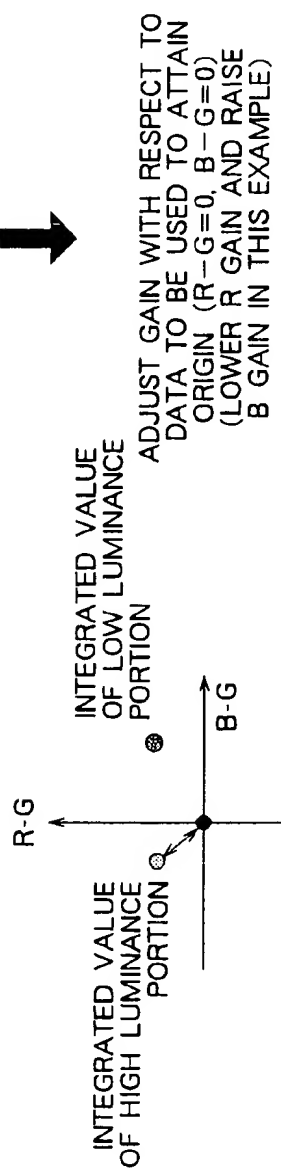 R-G
INTEGRATED VALUE
OF HIGH LUMINANCE
PORTION
INTEGRATED VALUE
OF LOW LUMINANCE
PORTION
B-G
ADJUST GAIN WITH RESPECT TO
DATA TO BE USED TO ATTAIN
ORIGIN (R-G=0, B-G=0)
(LOWER R GAIN AND RAISE
B GAIN IN THIS EXAMPLE)